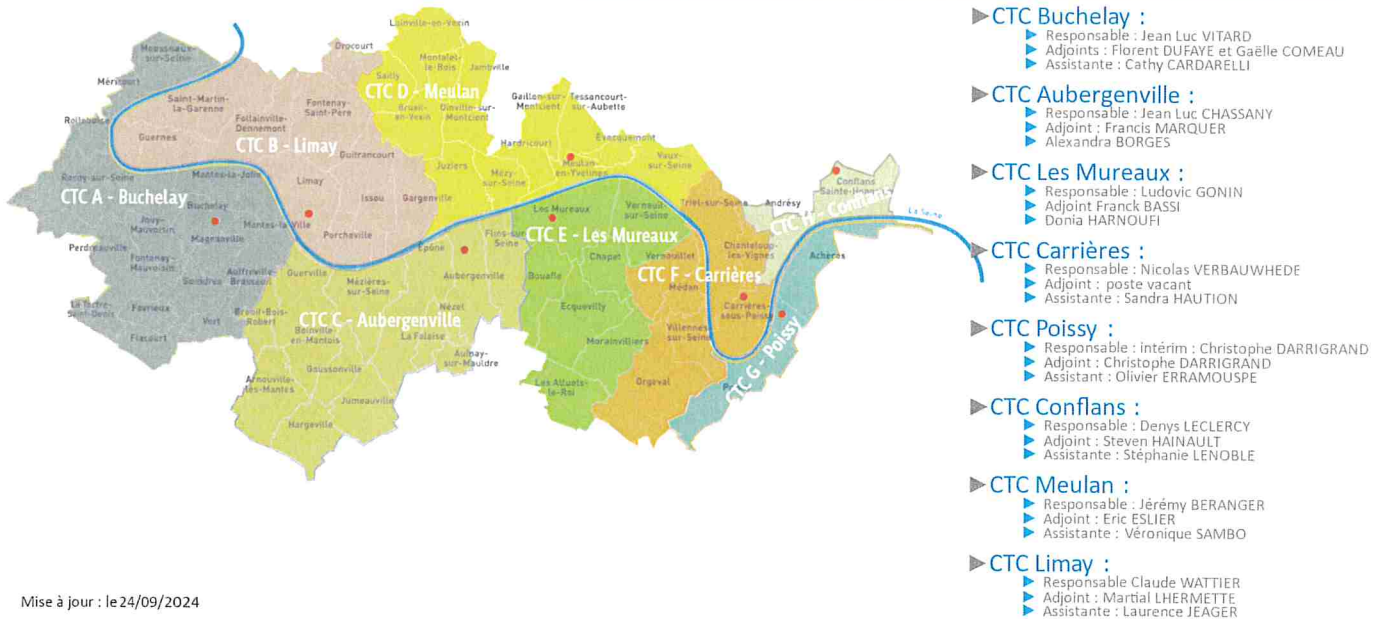 Lainville-en-Vexin
Mousseaux-
sur-Seine
Drocourt
Montalet-
le-Bois
Jambville
Sailly
Méricourt
CTC D - Meulan
Saint-Martin-
la-Garenne
Fontenay-
Saint-Père
Brueil-
en-Vexin
Oinville-sur-
Montcient
Gaillon-sur-
Montcient
Tessancourt-
sur-Aubette
Rolleboise
Follainville-
Dennemont
Guernes
Hardricourt
Evecquemont
CTC B - Limay
Guitrancourt
Juziers
Meulan-
en-Yvelines
Vaux-
sur-Seine
Mézy-
sur-Seine
Rosny-sur-Seine
Mantes-la-Jolie
Limay
Conflans
Sainte-Honorine
CTC A - Buchelay
Issou
Gargenville
Buchelay
Les Mureaux
Verneuil-
sur-Seine
Triel-sur-Seine
Andrésy
Jouy-
Mauvoisin
Mantes-la-Ville
La Seine
Porcheville
Flins-sur-
Seine
CTC E - Les Mureaux
Magnanville
Perdreauville
Epône
Chapet
Vernouillet
Chanteloup-
les-Vignes
Achères
Fontenay-
Mauvoisin
Auffreville-
Brasseuil
Guerville
Mézières-
sur-Seine
Aubergenville
Bouafle
CTC F - Carrières
Soindres
Médan
Le Tertre-
Saint-Denis
Favrieux
Vert
Breuil-Bois-
Robert
Nézel
Ecquevilly
Carrières-
sous-Poissy
CTC C - Aubergenville
Boinville-
en-Mantois
La Falaise
Villennes-
sur-Seine
Flacourt
Morainvilliers
Goussonville
Aulnay-
sur-Mauldre
CTC G - Poissy
Arnouville-
lès-Mantes
Les Alluets-
le-Roi
Orgeval
Jumeauville
Hargeville
CTC Buchelay :
Responsable : Jean Luc VITARD
Adjoints : Florent DUFAYE et Gaëlle COMEAU
Assistante : Cathy CARDARELLI
CTC Aubergenville :
Responsable : Jean Luc CHASSANY
Adjoint : Francis MARQUER
Alexandra BORGES
CTC Les Mureaux :
Responsable : Ludovic GONIN
Adjoint Franck BASSI
Donia HARNOUFI
CTC Carrières :
Responsable : Nicolas VERBAUWHEDE
Adjoint : poste vacant
Assistante : Sandra HAUTION
CTC Poissy :
Responsable : intérim : Christophe DARRIGRAND
Adjoint : Christophe DARRIGRAND
Assistant : Olivier ERRAMOUSPE
CTC Conflans :
Responsable : Denys LECLERCY
Adjoint : Steven HAINAULT
Assistante : Stéphanie LENOBLE
CTC Meulan :
Responsable : Jérémy BERANGER
Adjoint : Eric ESLIER
Assistante : Véronique SAMBO
CTC Limay :
Responsable Claude WATTIER
Adjoint : Martial LHERMETTE
Assistante : Laurence JEAGER
Mise à jour : le 24/09/2024